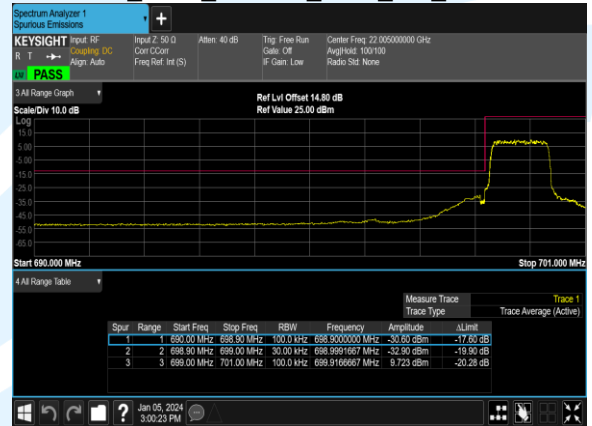 Spectrum Analyzer 1
Spurious Emissions
+
KEYSIGHT Input: RF Input Z: 50 Ω Atten: 40 dB Trig: Free Run Center Freq: 22.005000000 GHz
R T Coupling: DC Corr CCorr Gate: Off Avg|Hold: 100/100
Align: Auto Freq Ref: Int (S) IF Gain: Low Radio Std: None
PASS
3 All Range Graph
Ref Lvl Offset 14.80 dB
Scale/Div 10.0 dB Ref Value 25.00 dBm
Log
15.0
5.00
-5.00
-15.0
-25.0
-35.0
-45.0
-55.0
-65.0
Start 690.000 MHz Stop 701.000 MHz
4 All Range Table
Measure Trace Trace 1
Trace Type Trace Average (Active)
Spur Range Start Freq Stop Freq RBW Frequency Amplitude ΔLimit
1 1 690.00 MHz 698.90 MHz 100.0 kHz 698.9000000 MHz -30.60 dBm -17.60 dB
2 2 698.90 MHz 699.00 MHz 30.00 kHz 698.9991667 MHz -32.90 dBm -19.90 dB
3 3 699.00 MHz 701.00 MHz 100.0 kHz 699.9166667 MHz 9.723 dBm -20.28 dB
? Jan 05, 2024
3:00:23 PM